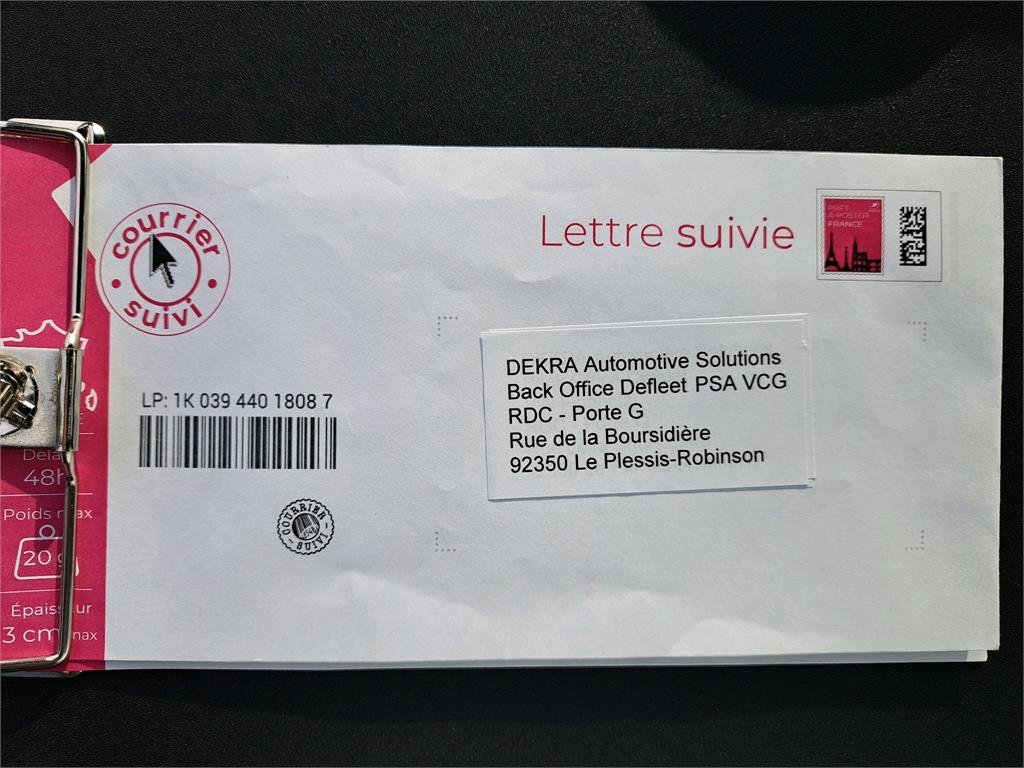 courrier
suivi
Lettre suivie
PRÊT-
À-POSTER
FRANCE
DEKRA Automotive Solutions
Back Office Defleet PSA VCG
RDC - Porte G
Rue de la Boursidière
92350 Le Plessis-Robinson
LP: 1K 039 440 1808 7
COURRIER
SUIVI
48h
Poids max
20 g
3 cm max